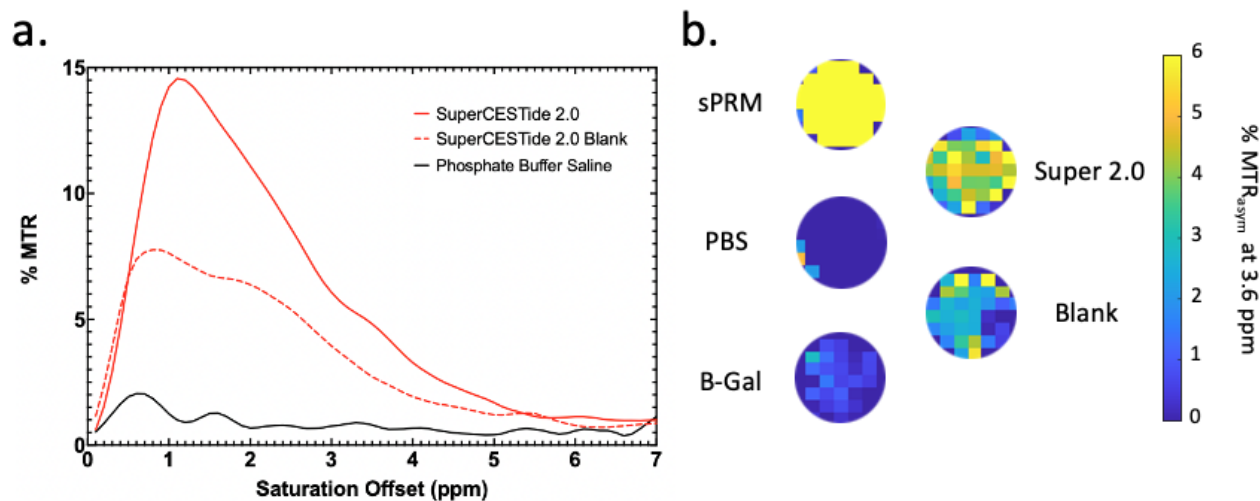 a.
15
10
5
0
% MTR
SuperCESTide 2.0
SuperCESTide 2.0 Blank
Phosphate Buffer Saline
0 1 2 3 4 5 6 7
Saturation Offset (ppm)
b.
sPRM
Super 2.0
PBS
Blank
B-Gal
6
5
4
3
2
1
0
% MTRasym at 3.6 ppm